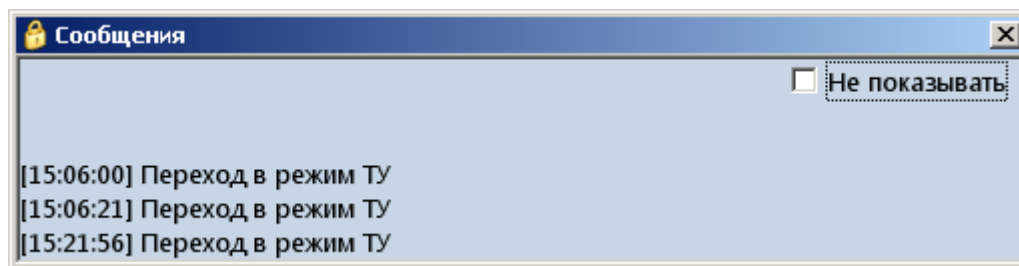 Сообщения
Не показывать
[15:06:00] Переход в режим ТУ
[15:06:21] Переход в режим ТУ
[15:21:56] Переход в режим ТУ